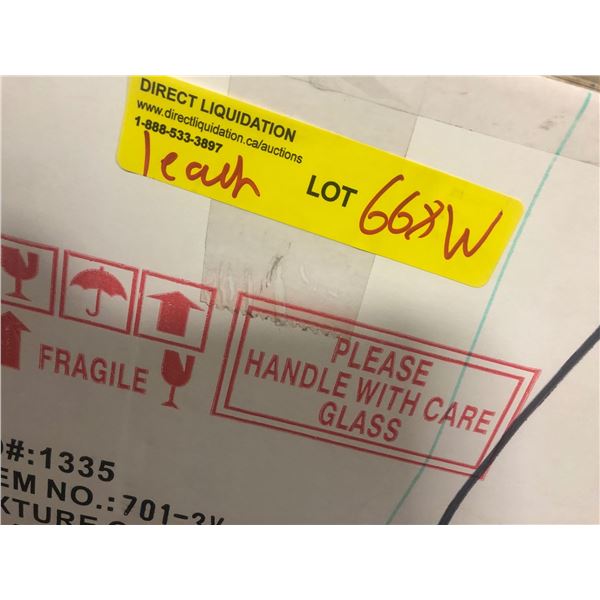 DIRECT LIQUIDATION
www.directliquidation.ca/auctions
1-888-533-3897
1 each LOT 668W
FRAGILE
PLEASE
HANDLE WITH CARE
GLASS
#:1335
EM NO.:701-3
XTURE